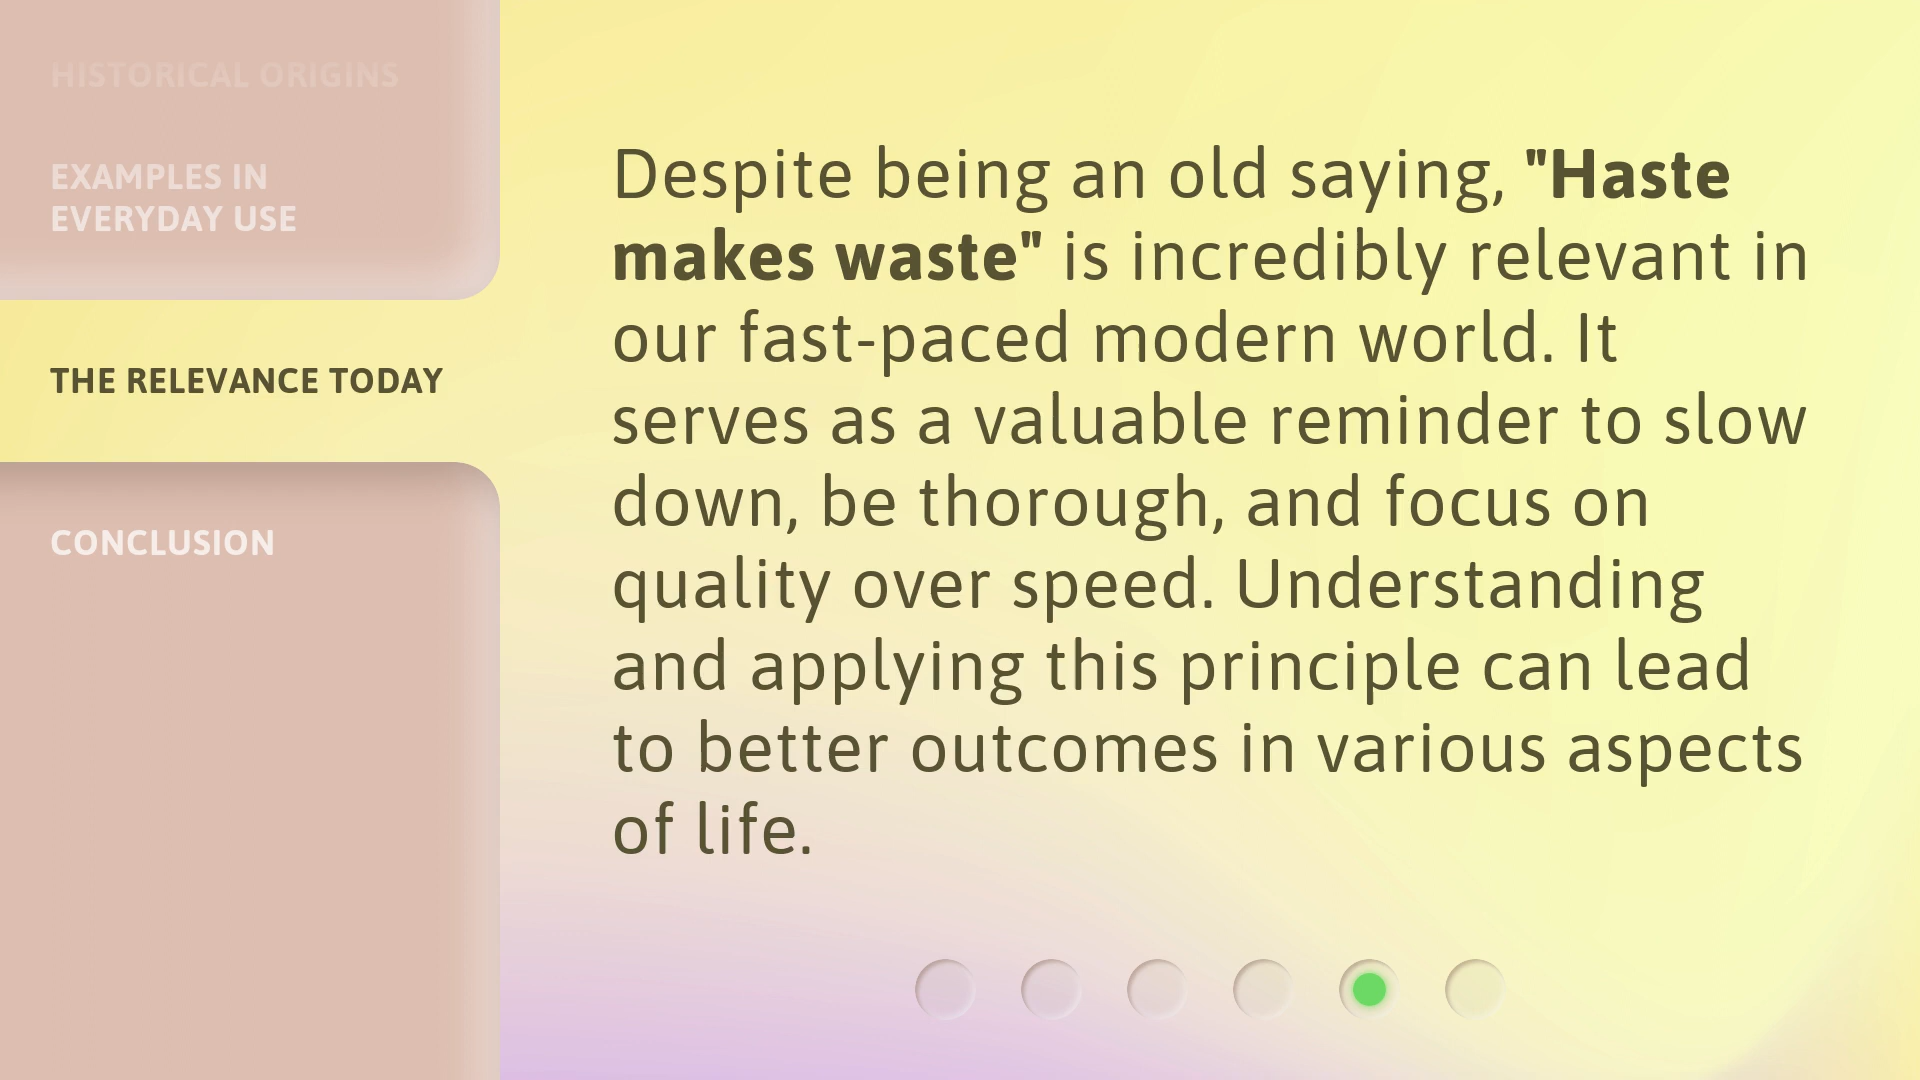 HISTORICAL ORIGINS
EXAMPLES IN
EVERYDAY USE
THE RELEVANCE TODAY
CONCLUSION
Despite being an old saying, "Haste
makes waste" is incredibly relevant in
our fast-paced modern world. It
serves as a valuable reminder to slow
down, be thorough, and focus on
quality over speed. Understanding
and applying this principle can lead
to better outcomes in various aspects
of life.